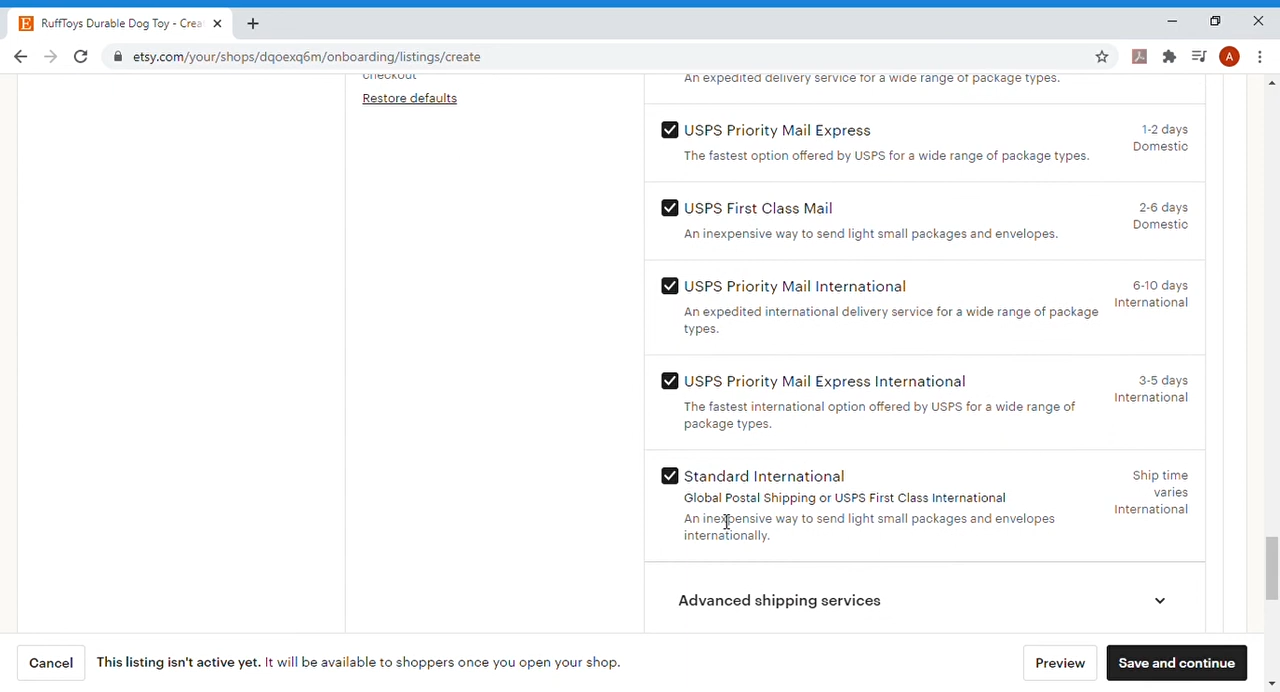 RuffToys Durable Dog Toy - Crea
etsy.com/your/shops/dqoexq6m/onboarding/listings/create
A
checkout
Restore defaults
An expedited delivery service for a wide range of package types.
USPS Priority Mail Express
1-2 days
Domestic
The fastest option offered by USPS for a wide range of package types.
USPS First Class Mail
2-6 days
Domestic
An inexpensive way to send light small packages and envelopes.
USPS Priority Mail International
6-10 days
International
An expedited international delivery service for a wide range of package
types.
USPS Priority Mail Express International
3-5 days
International
The fastest international option offered by USPS for a wide range of
package types.
Standard International
Ship time
varies
International
Global Postal Shipping or USPS First Class International
An inexpensive way to send light small packages and envelopes
internationally.
Advanced shipping services
Cancel
This listing isn't active yet. It will be available to shoppers once you open your shop.
Preview
Save and continue